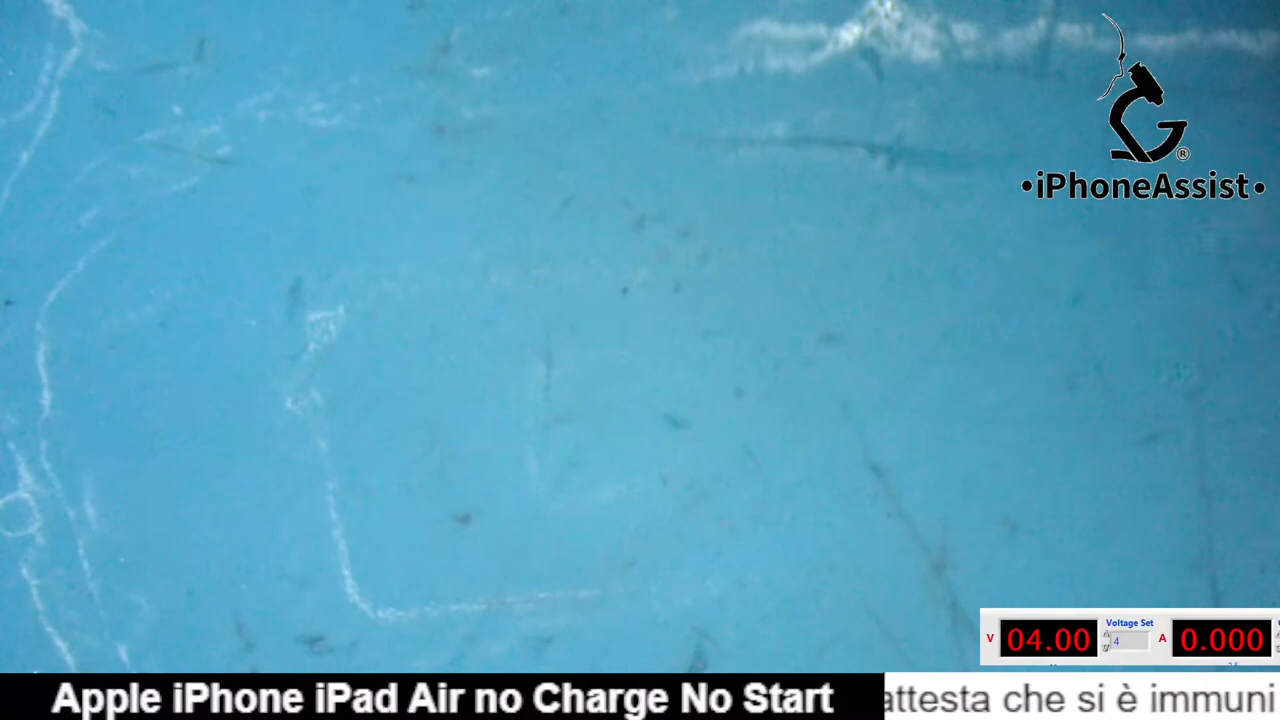 ®
•iPhoneAssist•
Voltage Set
V 04.00 4 A 0.000
Apple iPhone iPad Air no Charge No Start
attesta che si è immuni